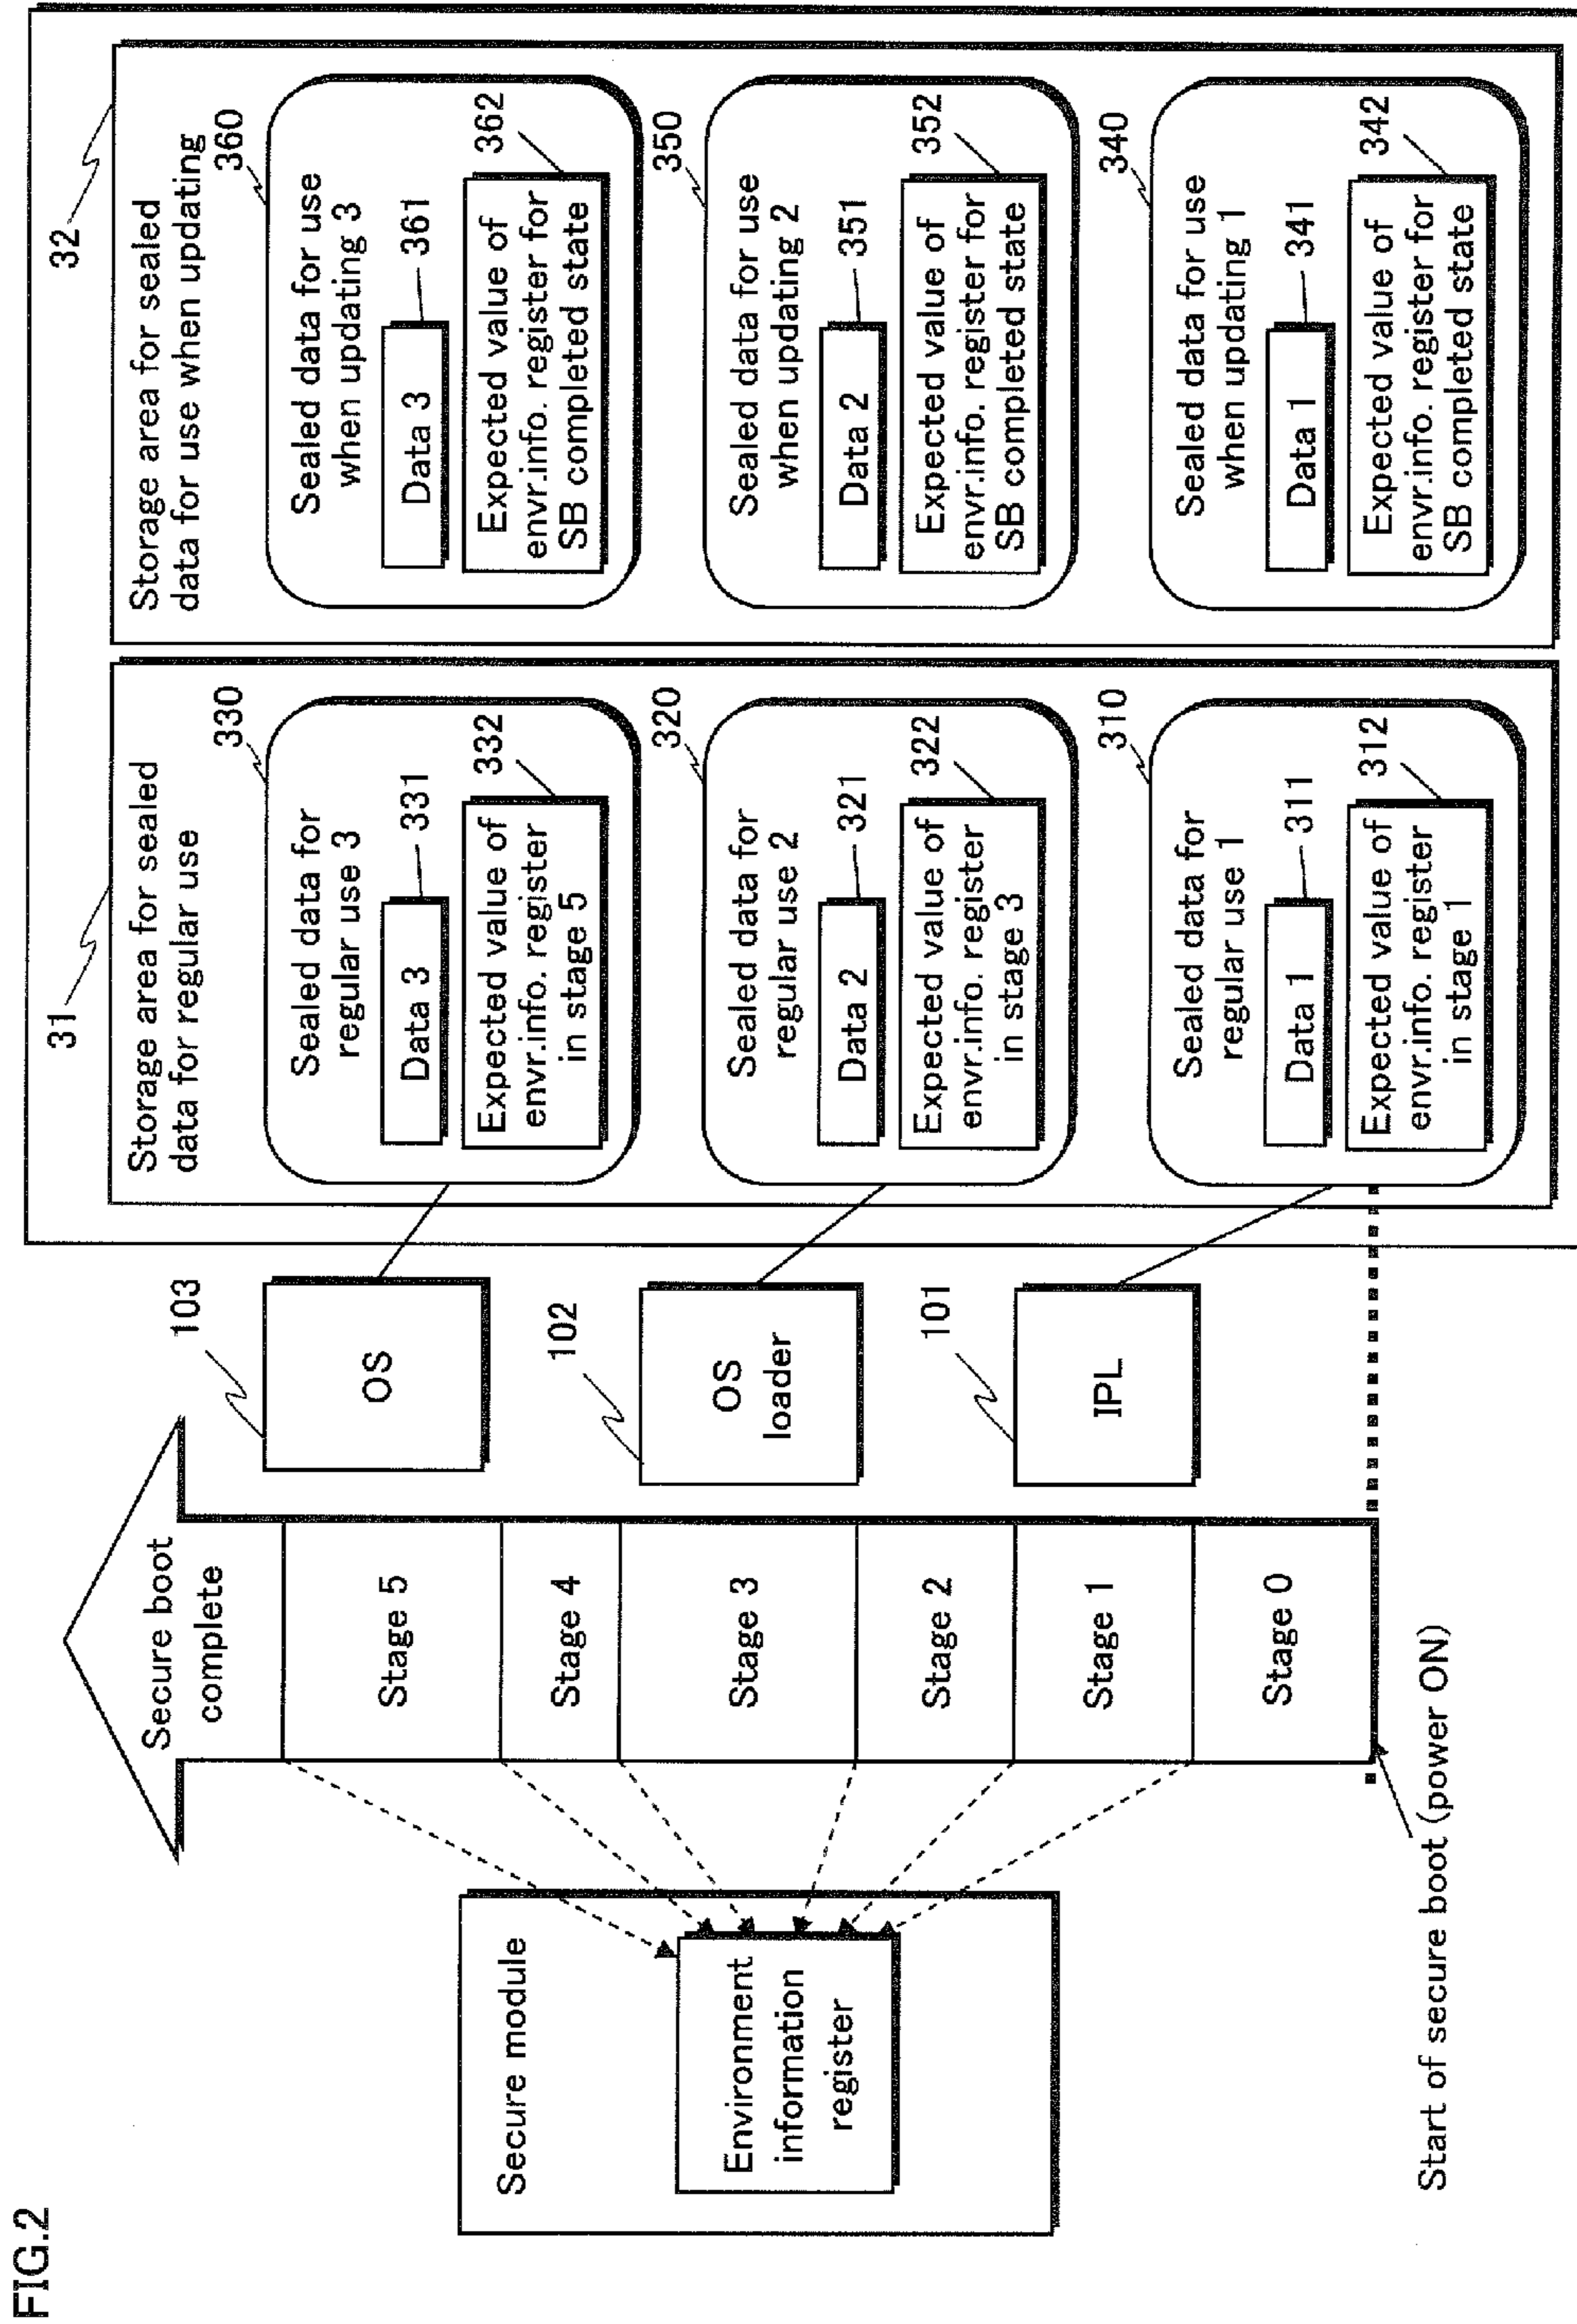 FIG.2
Secure module
Environment
information
register
Start of secure boot (power ON)
Secure boot
complete
Stage 5
Stage 4
Stage 3
Stage 2
Stage 1
Stage 0
103
OS
102
OS
loader
101
IPL
31
Storage area for sealed
data for regular use
330
Sealed data for
regular use 3
Data 3
331
332
Expected value of
envr.info. register
in stage 5
320
Sealed data for
regular use 2
Data 2
321
322
Expected value of
envr.info. register
in stage 3
310
Sealed data for
regular use 1
Data 1
311
312
Expected value of
envr.info. register
in stage 1
32
Storage area for sealed
data for use when updating
360
Sealed data for use
when updating 3
Data 3
361
362
Expected value of
envr.info. register for
SB completed state
350
Sealed data for use
when updating 2
Data 2
351
352
Expected value of
envr.info. register for
SB completed state
340
Sealed data for use
when updating 1
Data 1
341
342
Expected value of
envr.info. register for
SB completed state